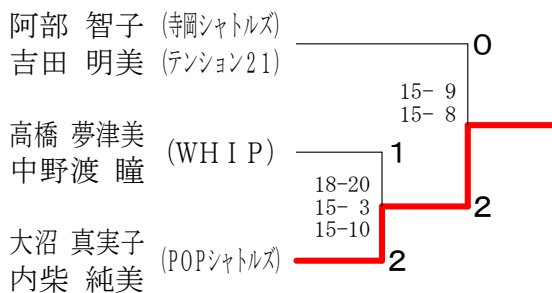 阿部 智子 (寺岡シャトルズ)
吉田 明美 (テンション21)
0
15- 9
15- 8
高橋 夢津美
中野渡 瞳
(WHIP)
1
18-20
15- 3
15-10
2
大沼 真実子
内柴 純美
(POPシャトルズ)
2